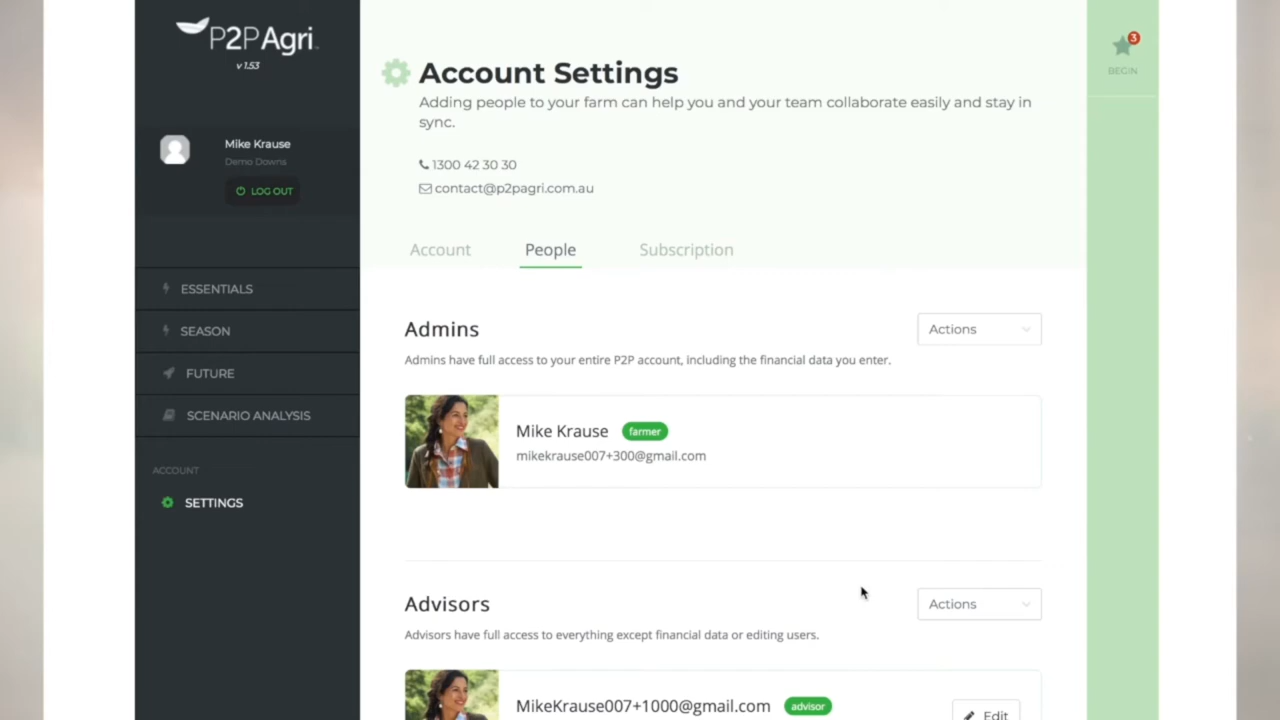 P2PAgri
v 1.53
Mike Krause
Demo Downs
LOG OUT
ESSENTIALS
SEASON
FUTURE
SCENARIO ANALYSIS
ACCOUNT
SETTINGS
Account Settings
Adding people to your farm can help you and your team collaborate easily and stay in
sync.
1300 42 30 30
contact@p2pagri.com.au
Account People Subscription
Admins
Actions
Admins have full access to your entire P2P account, including the financial data you enter.
Mike Krause farmer
mikekrause007+300@gmail.com
Advisors
Actions
Advisors have full access to everything except financial data or editing users.
MikeKrause007+1000@gmail.com advisor
Edit
3
BEGIN